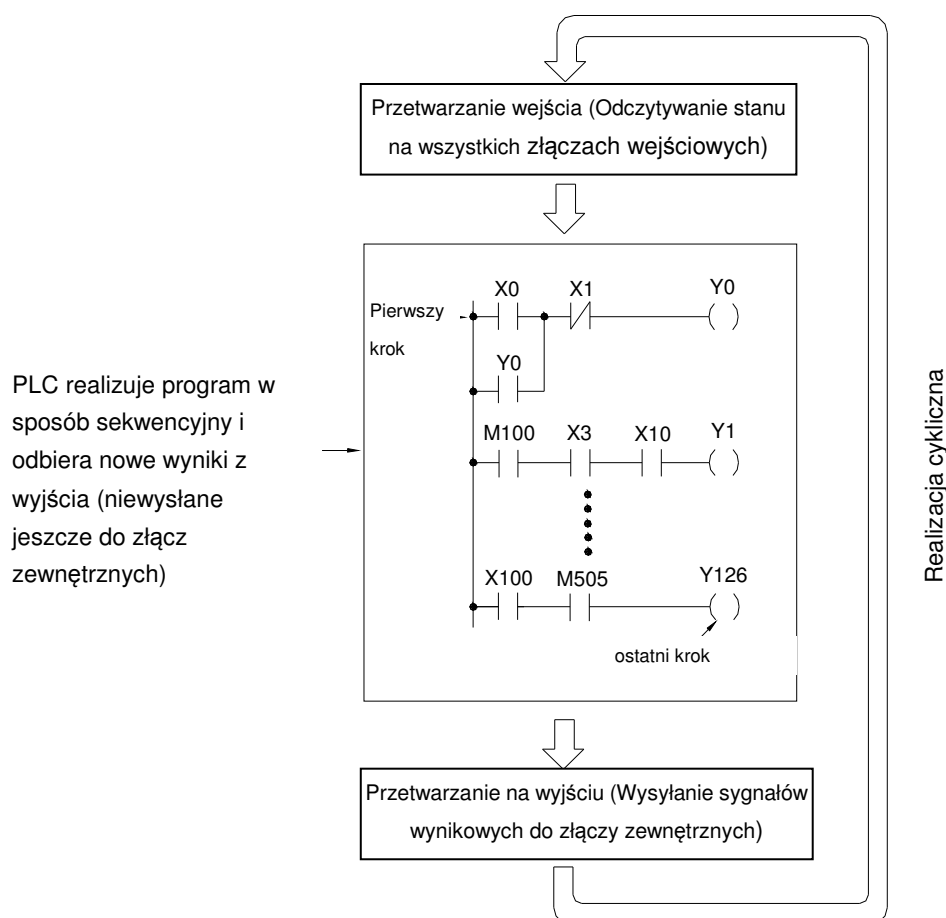 Przetwarzanie wejścia (Odczytywanie stanu
na wszystkich złączach wejściowych)
X0 X1 Y0
Pierwszy
krok
Y0
PLC realizuje program w
sposób sekwencyjny i
odbiera nowe wyniki z
wyjścia (niewysłane
jeszcze do złącz
zewnętrznych)
M100 X3 X10 Y1
X100 M505 Y126
ostatni krok
Realizacja cykliczna
Przetwarzanie na wyjściu (Wysyłanie sygnałów
wynikowych do złączy zewnętrznych)